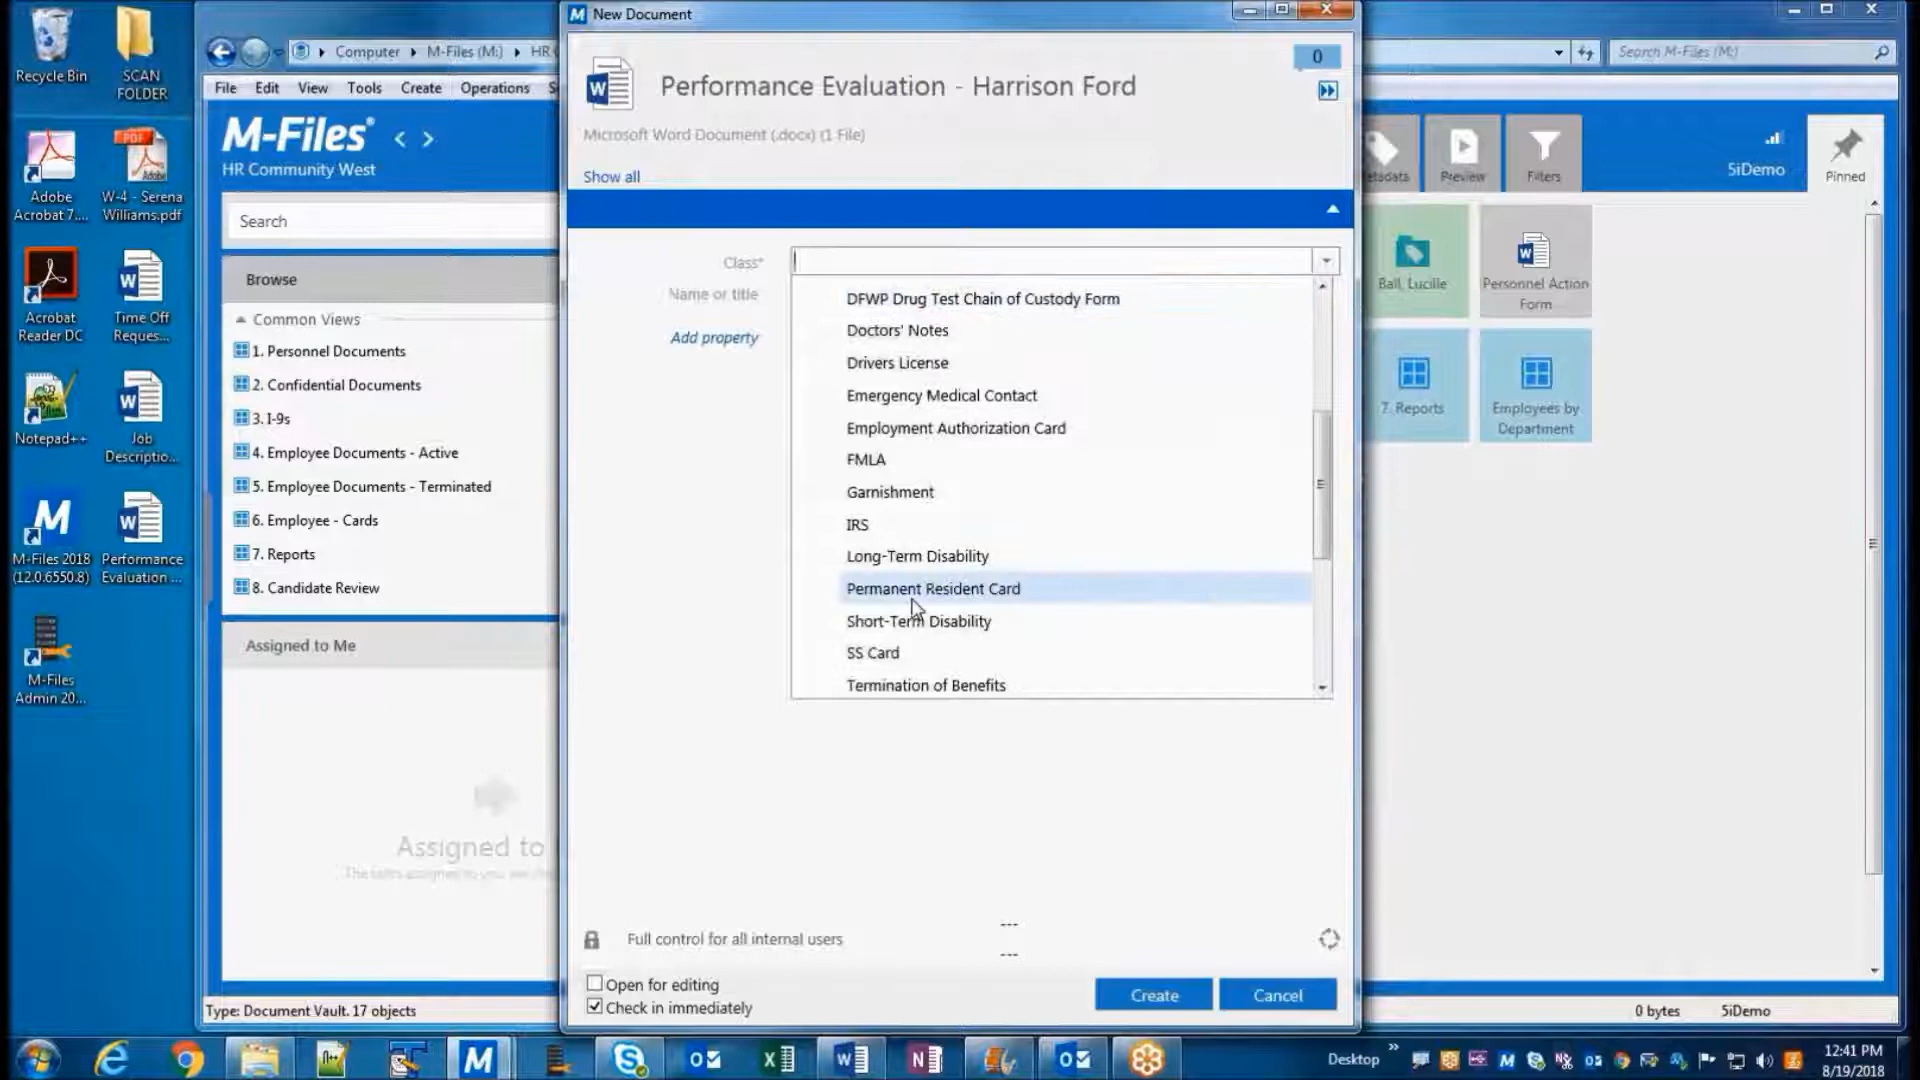 Recycle Bin
SCAN
FOLDER
Adobe
Acrobat 7....
W-4 - Serena
Williams.pdf
Acrobat
Reader DC
Time Off
Reques...
Notepad++
Job
Descriptio...
M-Files 2018
(12.0.6550.8)
Performance
Evaluation ...
M-Files
Admin 20...
Computer
M-Files (M:)
HR
Search M-Files (M:)
File
Edit
View
Tools
Create
Operations
S
M-Files®
HR Community West
Search
Browse
Common Views
1. Personnel Documents
2. Confidential Documents
3. I-9s
4. Employee Documents - Active
5. Employee Documents - Terminated
6. Employee - Cards
7. Reports
8. Candidate Review
Assigned to Me
Assigned to
Type: Document Vault. 17 objects
New Document
0
Performance Evaluation - Harrison Ford
Microsoft Word Document (.docx) (1 File)
Show all
Class*
Name or title
Add property
DFWP Drug Test Chain of Custody Form
Doctors' Notes
Drivers License
Emergency Medical Contact
Employment Authorization Card
FMLA
Garnishment
IRS
Long-Term Disability
Permanent Resident Card
Short-Term Disability
SS Card
Termination of Benefits
---
Full control for all internal users
---
Open for editing
Check in immediately
Create
Cancel
etadata
Preview
Filters
5iDemo
Pinned
Ball, Lucille
Personnel Action
Form
7. Reports
Employees by
Department
0 bytes
5iDemo
Desktop
12:41 PM
8/19/2018